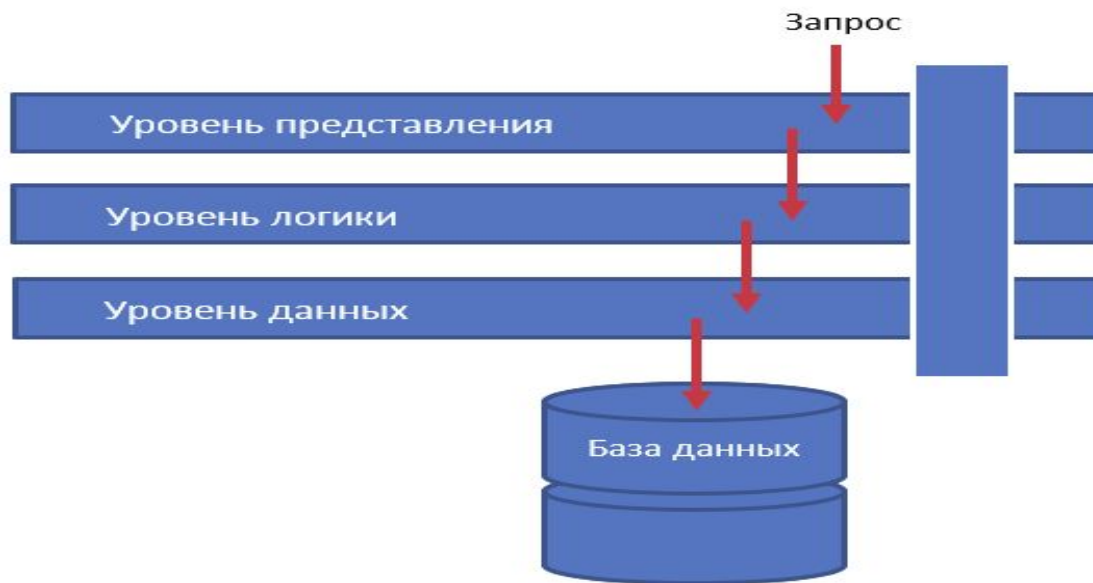 Запрос
Уровень представления
Уровень логики
Уровень данных
База данных